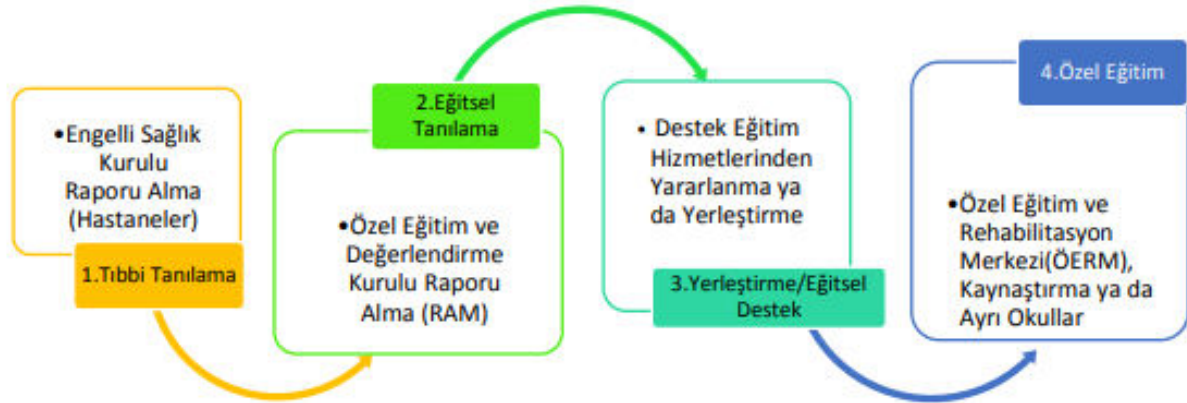 •Engelli Sağlık
Kurulu
Raporu Alma
(Hastaneler)
1.Tıbbi Tanılama
2.Eğitsel
Tanılama
•Özel Eğitim ve
Değerlendirme
Kurulu Raporu
Alma (RAM)
• Destek Eğitim
Hizmetlerinden
Yararlanma ya
da Yerleştirme
3.Yerleştirme/Eğitsel
Destek
4.Özel Eğitim
•Özel Eğitim ve
Rehabilitasyon
Merkezi(ÖERM),
Kaynaştırma ya da
Ayrı Okullar